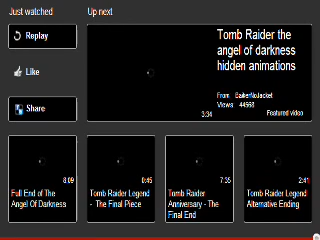 Just watched
Up next
Replay
Like
Share
Tomb Raider the
angel of darkness
hidden animations
From: EaikerNoJacket
Views: 44568
3:34
Featured video
8:09
Full End of The
Angel Of Darkness
0:45
Tomb Raider Legend
- The Final Piece
7:35
Tomb Raider
Anniversary - The
Final End
2:41
Tomb Raider Legend
Alternative Ending